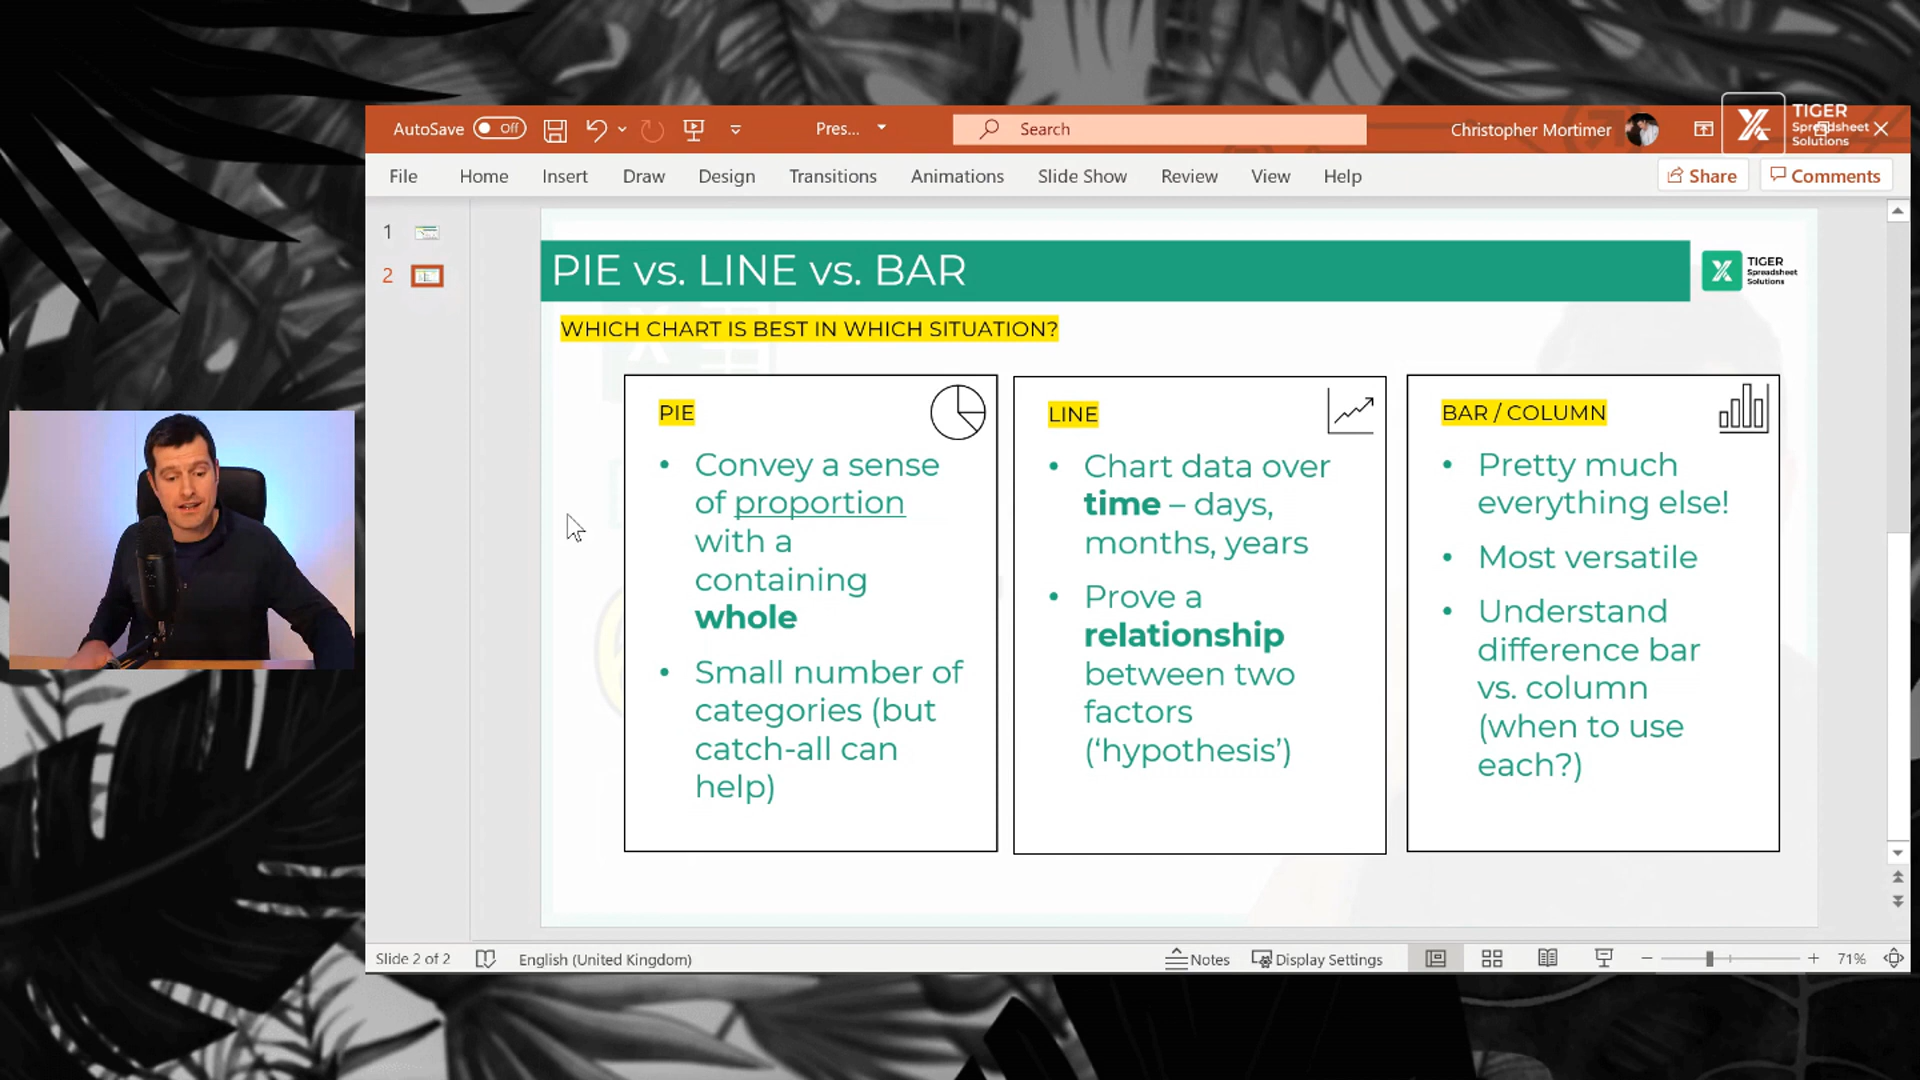 AutoSave Off Pres... Search Christopher Mortimer
TIGER
Spreadsheet
Solutions
File Home Insert Draw Design Transitions Animations Slide Show Review View Help Share Comments
1
2
PIE vs. LINE vs. BAR
TIGER
Spreadsheet
Solutions
WHICH CHART IS BEST IN WHICH SITUATION?
PIE
• Convey a sense
of proportion
with a
containing
whole
• Small number of
categories (but
catch-all can
help)
LINE
• Chart data over
time – days,
months, years
• Prove a
relationship
between two
factors
(‘hypothesis’)
BAR / COLUMN
• Pretty much
everything else!
• Most versatile
• Understand
difference bar
vs. column
(when to use
each?)
Slide 2 of 2 English (United Kingdom) Notes Display Settings 71%